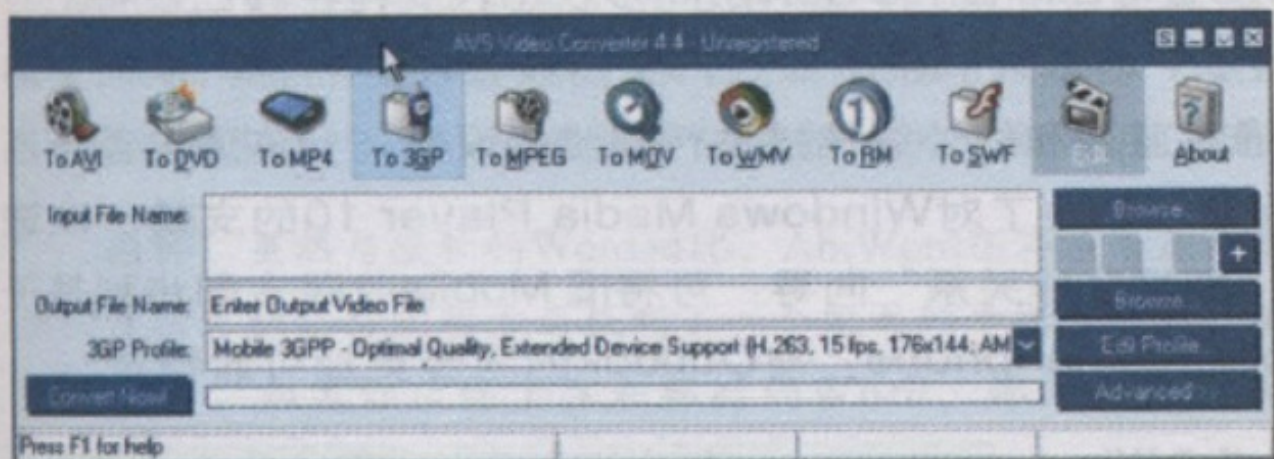 AVS Video Converter 4.4 - Unregistered
To AVI To DVD To MP4 To 3GP To MPEG To MOV To WMV To RM To SWF Edit About
Input File Name: Browse...
+
Output File Name: Enter Output Video File Browse...
3GP Profile: Mobile 3GPP - Optimal Quality, Extended Device Support (H.263, 15 fps, 176x144; AM Edit Profile...
Convert Now! Advanced
Press F1 for help